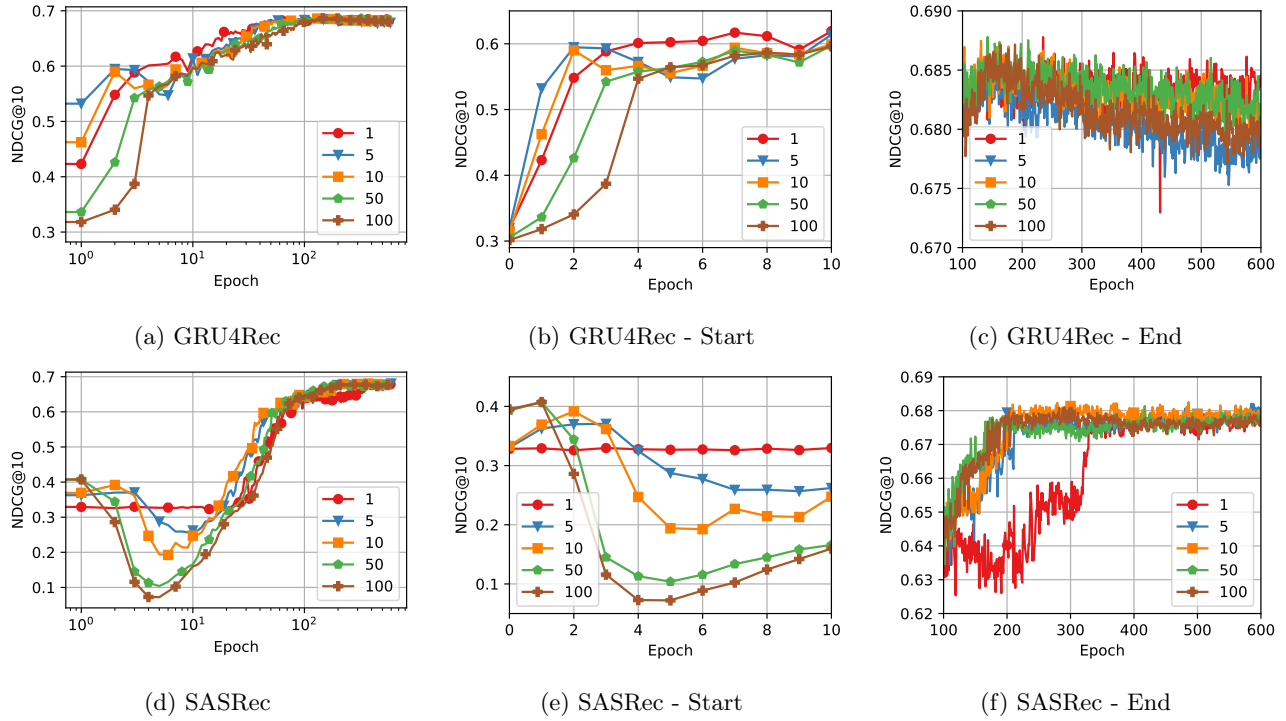 0.7
0.6
0.5
0.4
0.3
NDCG@10
10⁰
10¹
10²
Epoch
1
5
10
50
100
(a) GRU4Rec
0.6
0.5
0.4
0.3
NDCG@10
0 2 4 6 8 10
Epoch
1
5
10
50
100
(b) GRU4Rec - Start
0.690
0.685
0.680
0.675
0.670
NDCG@10
100 200 300 400 500 600
Epoch
1
5
10
50
100
(c) GRU4Rec - End
0.7
0.6
0.5
0.4
0.3
0.2
0.1
NDCG@10
10⁰ 10¹ 10²
Epoch
1
5
10
50
100
(d) SASRec
0.4
0.3
0.2
0.1
NDCG@10
0 2 4 6 8 10
Epoch
1
5
10
50
100
(e) SASRec - Start
0.69
0.68
0.67
0.66
0.65
0.64
0.63
0.62
NDCG@10
100 200 300 400 500 600
Epoch
1
5
10
50
100
(f) SASRec - End